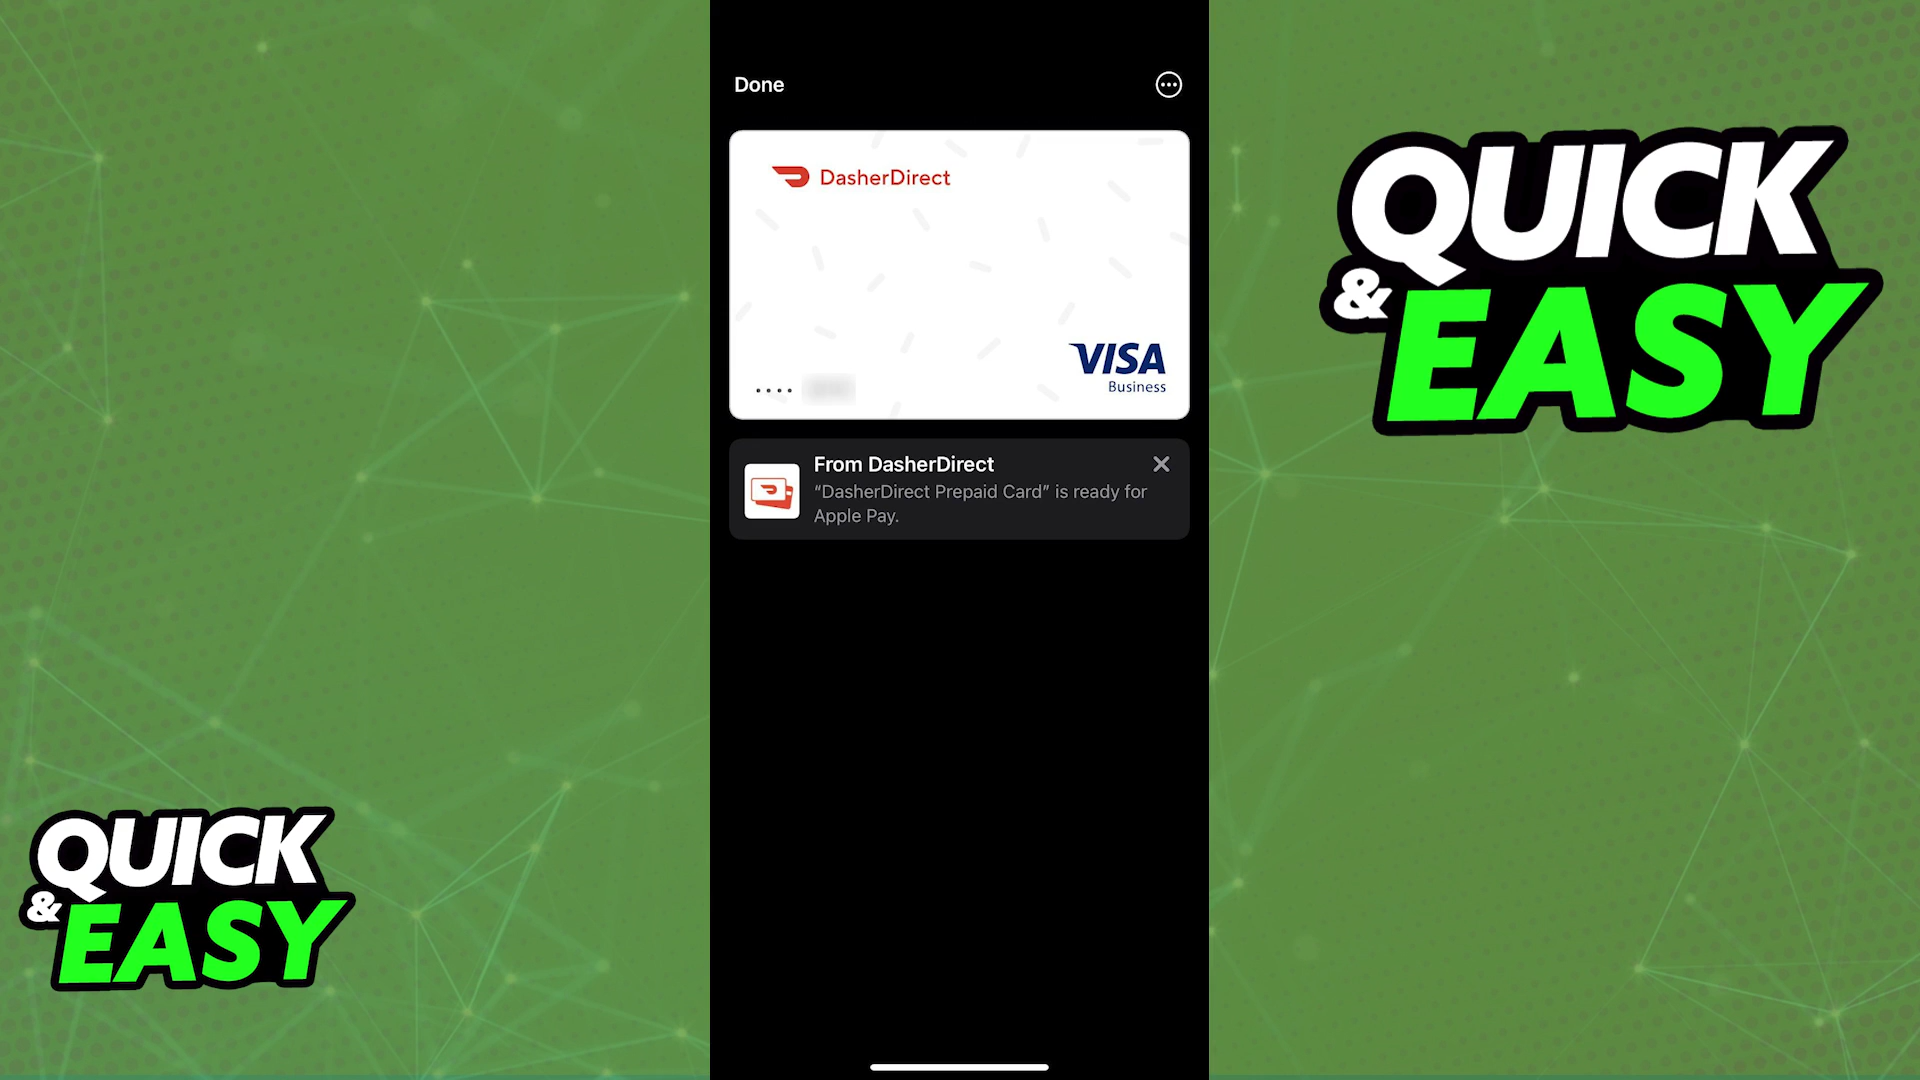 Done
DasherDirect
VISA
Business
From DasherDirect
“DasherDirect Prepaid Card” is ready for
Apple Pay.
QUICK
& EASY
QUICK
& EASY